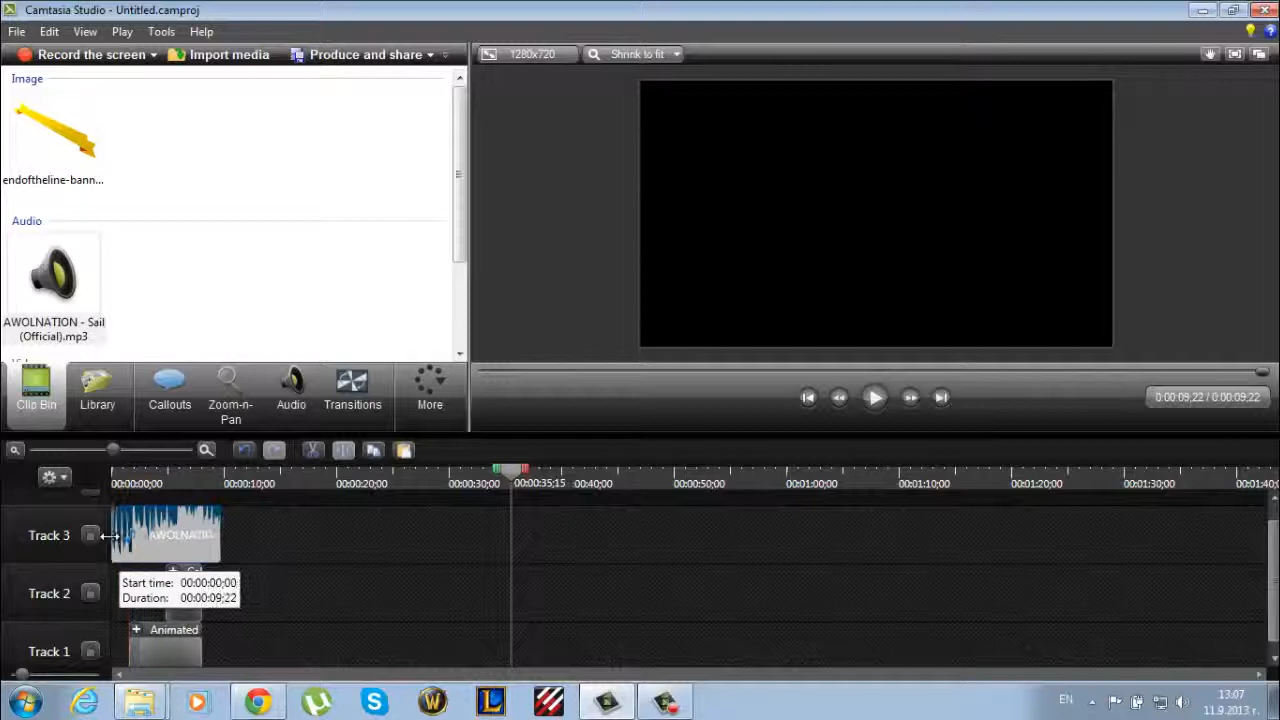 Camtasia Studio - Untitled.camproj
File Edit View Play Tools Help
Record the screen Import media Produce and share
1280x720 Shrink to fit
Image
endoftheline-bann...
Audio
AWOLNATION - Sail
(Official).mp3
Clip Bin Library Callouts Zoom-n-
Pan Audio Transitions More
0:00:09;22 / 0:00:09;22
00:00:00;00 00:00:10;00 00:00:20;00 00:00:30;00 00:00:35;15 00:00:40;00 00:00:50;00 00:01:00;00 00:01:10;00 00:01:20;00 00:01:30;00 00:01:40;
Track 3 AWOLNATIO
Track 2
Start time: 00:00:00;00
Duration: 00:00:09;22
Track 1 Animated
EN
13:07
11.9.2013 г.